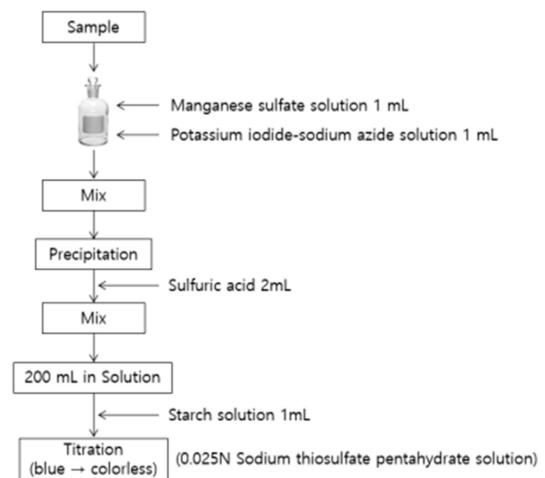 Sample
Manganese sulfate solution 1 mL
Potassium iodide-sodium azide solution 1 mL
Mix
Precipitation
Sulfuric acid 2mL
Mix
200 mL in Solution
Starch solution 1mL
Titration
(blue → colorless)
(0.025N Sodium thiosulfate pentahydrate solution)